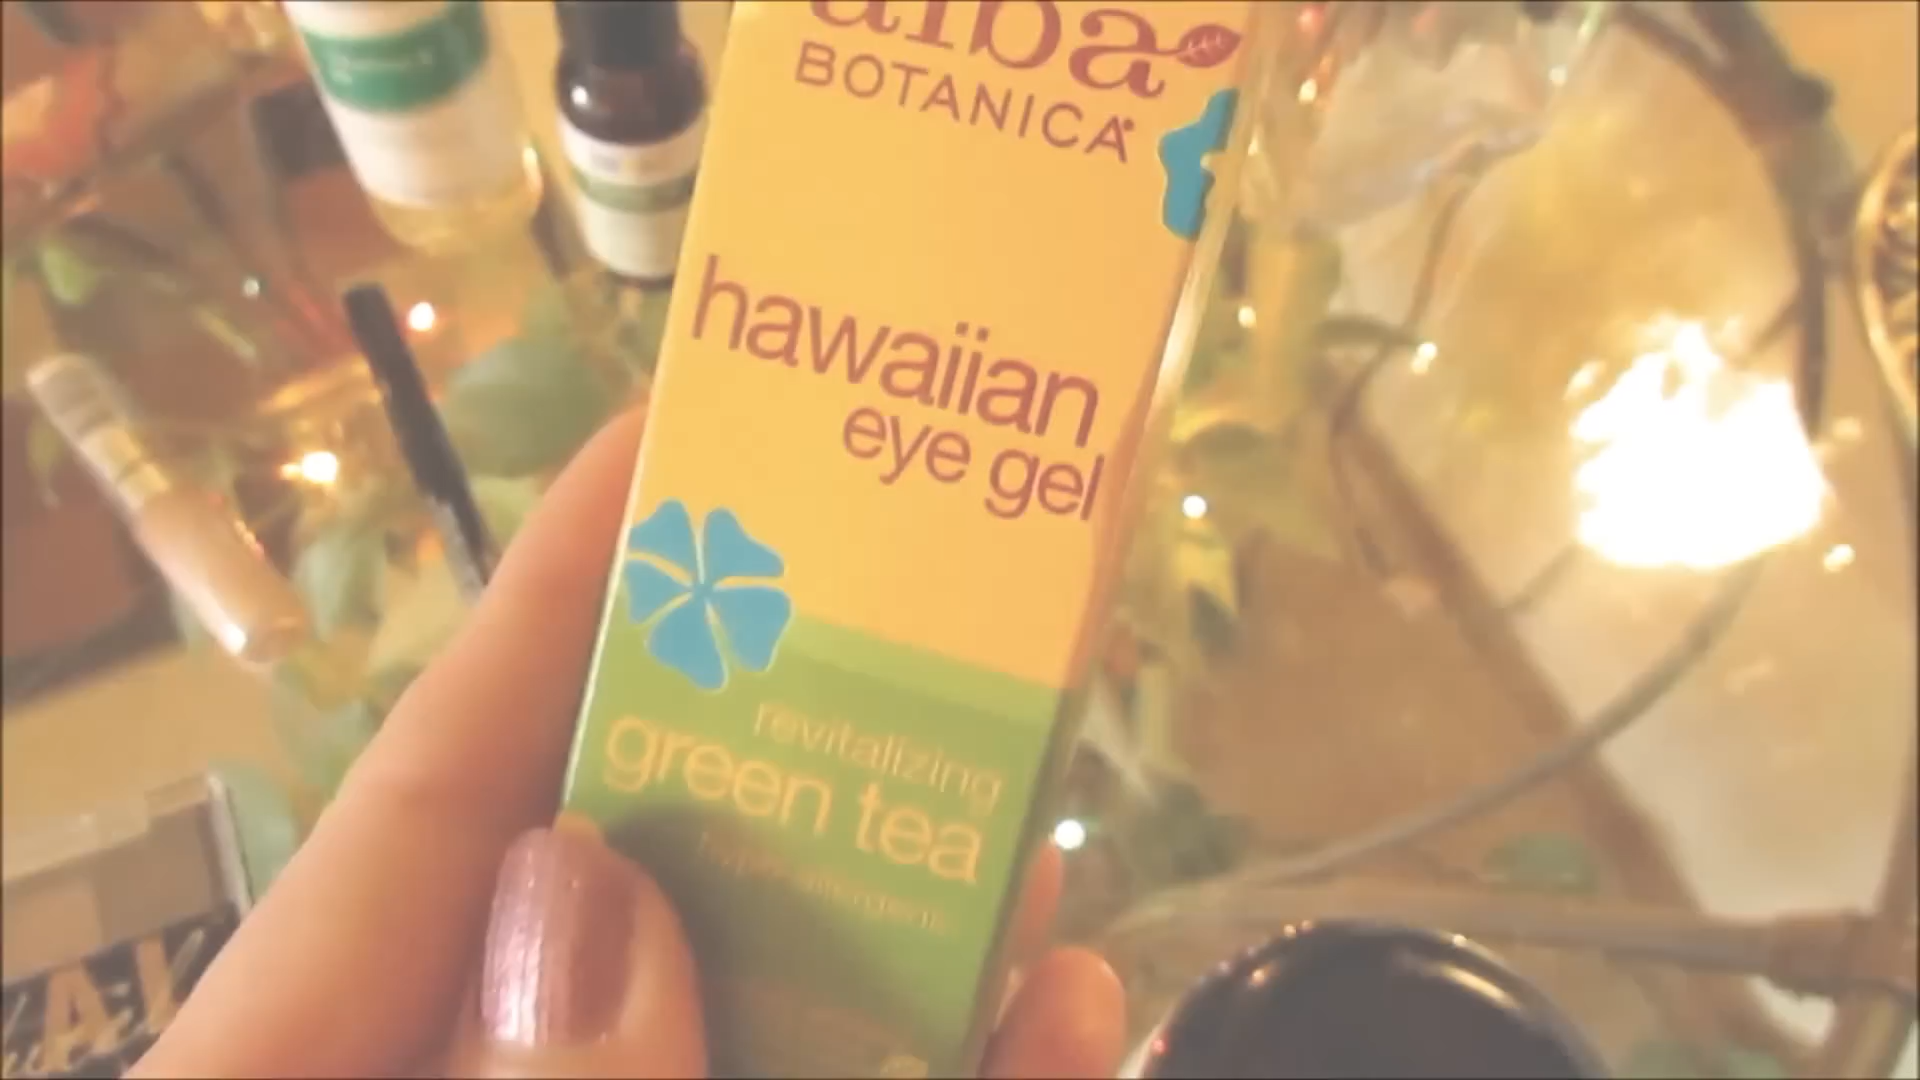 alba
BOTANICA
hawaiian
eye gel
revitalizing
green tea